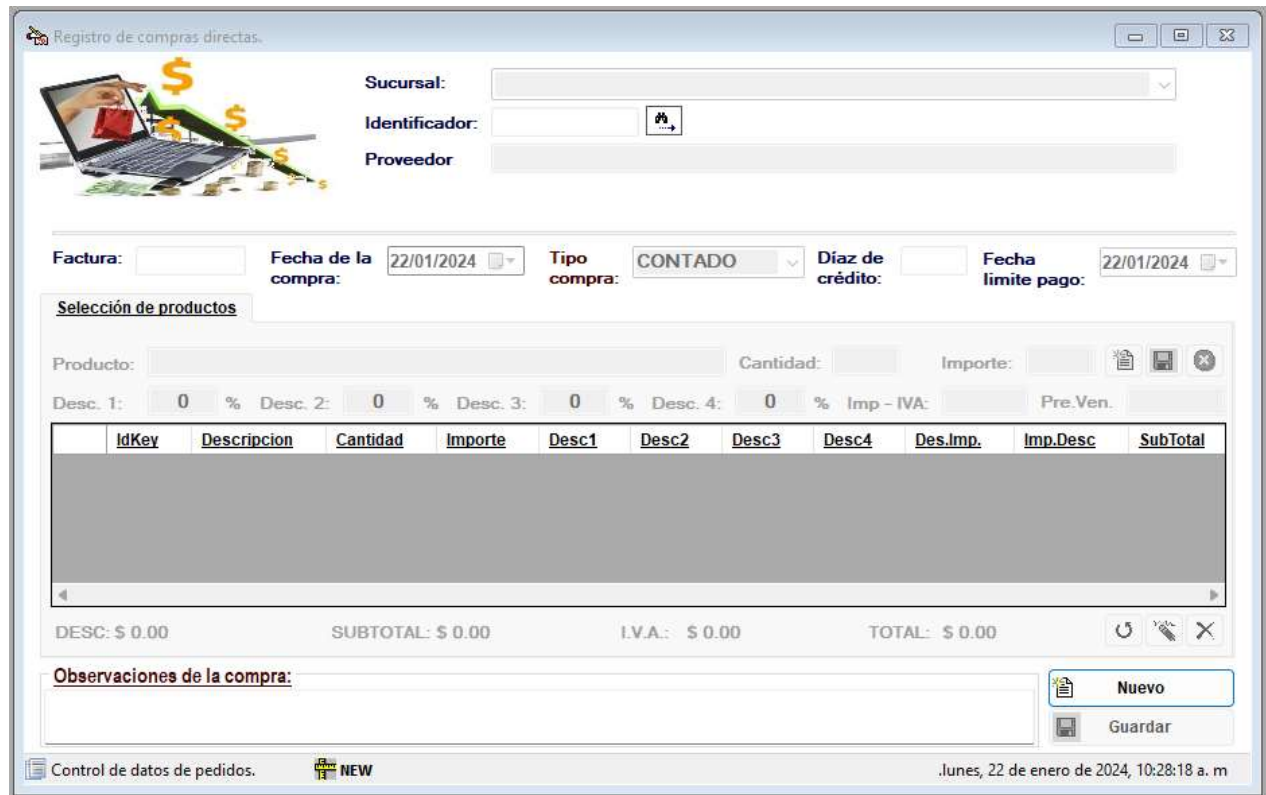 Registro de compras directas.
Sucursal:
Identificador:
Proveedor
Factura:
Fecha de la compra:
22/01/2024
Tipo compra:
CONTADO
Díaz de crédito:
Fecha limite pago:
22/01/2024
Selección de productos
Producto:
Cantidad:
Importe:
Desc. 1: 0 % Desc. 2: 0 % Desc. 3: 0 % Desc. 4: 0 % Imp - IVA: Pre.Ven.
IdKey Descripcion Cantidad Importe Desc1 Desc2 Desc3 Desc4 Des.Imp. Imp.Desc SubTotal
DESC: $ 0.00 SUBTOTAL: $ 0.00 I.V.A.: $ 0.00 TOTAL: $ 0.00
Observaciones de la compra:
Nuevo
Guardar
Control de datos de pedidos. NEW .lunes, 22 de enero de 2024, 10:28:18 a. m